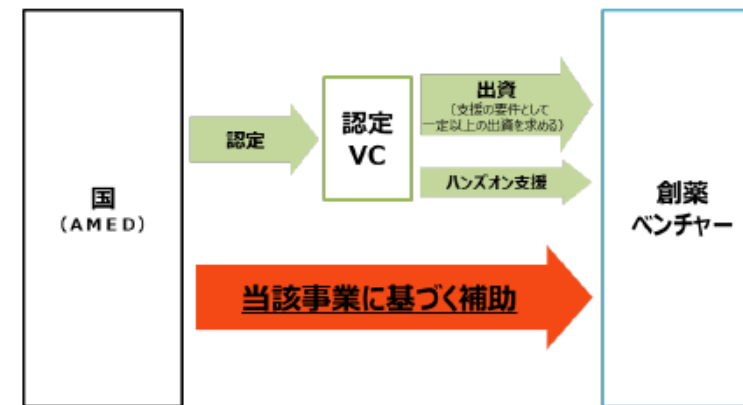 国
(AMED)
認定
認定
VC
出資
（支援の要件として
一定以上の出資を求める）
ハンズオン支援
創薬
ベンチャー
当該事業に基づく補助